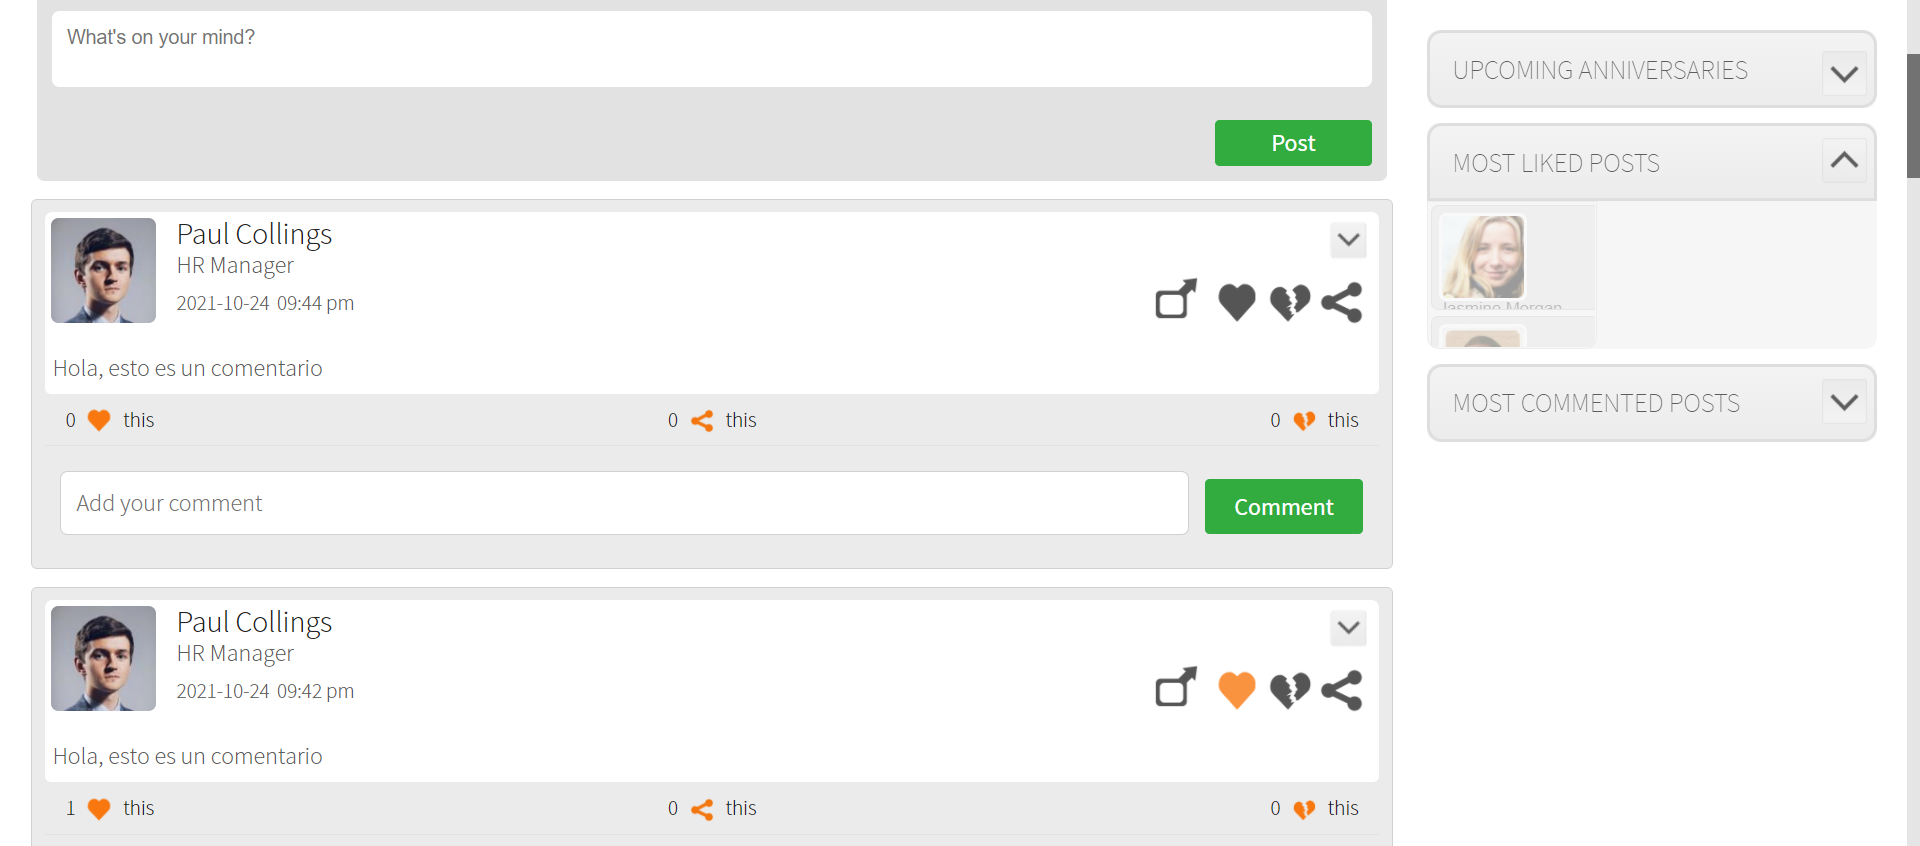 What's on your mind?
Post
Paul Collings
HR Manager
2021-10-24 09:44 pm
Hola, esto es un comentario
0 this
0 this
0 this
Add your comment
Comment
Paul Collings
HR Manager
2021-10-24 09:42 pm
Hola, esto es un comentario
1 this
0 this
0 this
UPCOMING ANNIVERSARIES
MOST LIKED POSTS
Jasmine Morgan
MOST COMMENTED POSTS